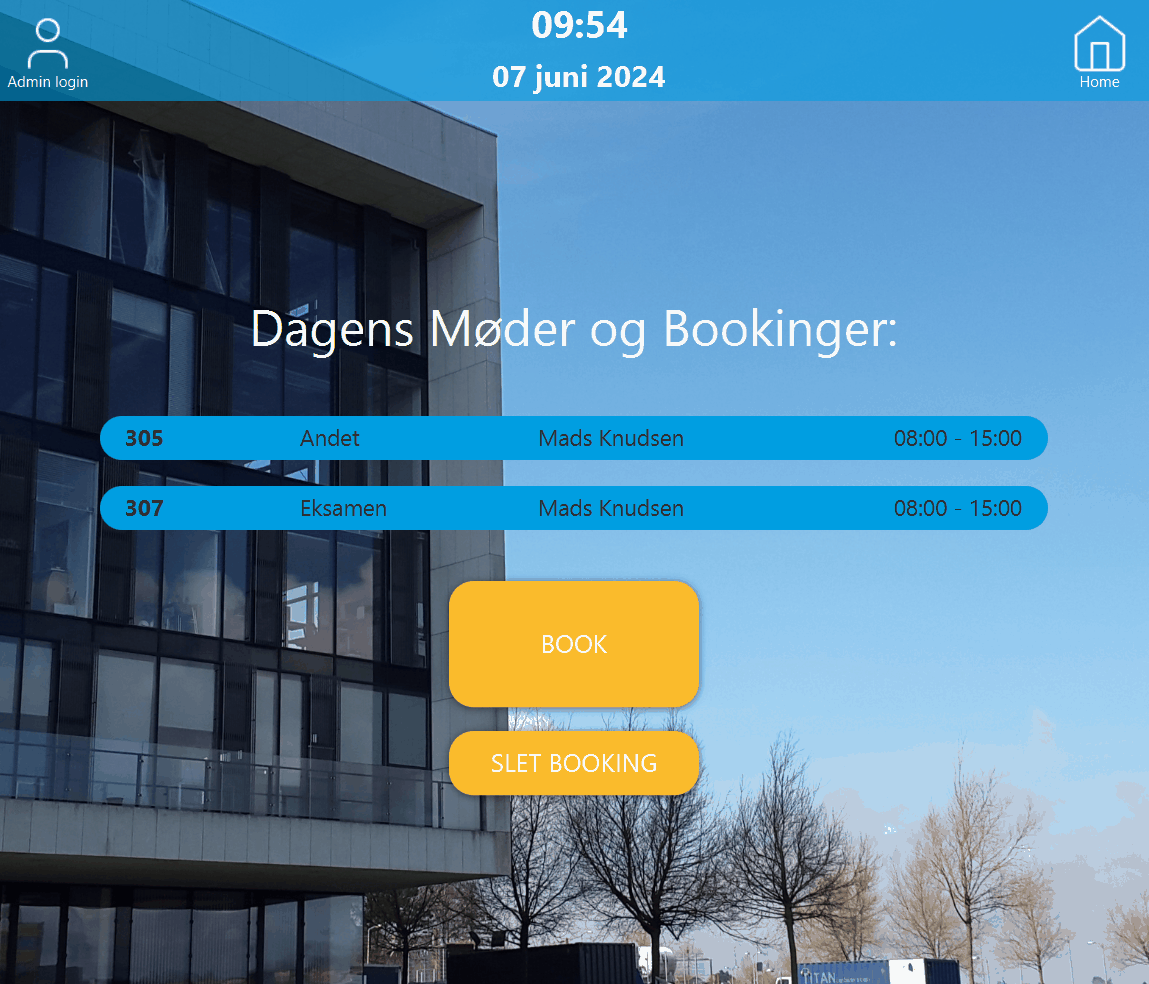 09:54
07 juni 2024
Admin login
Home
Dagens Møder og Bookinger:
305 Andet Mads Knudsen 08:00 - 15:00
307 Eksamen Mads Knudsen 08:00 - 15:00
BOOK
SLET BOOKING
TITAN